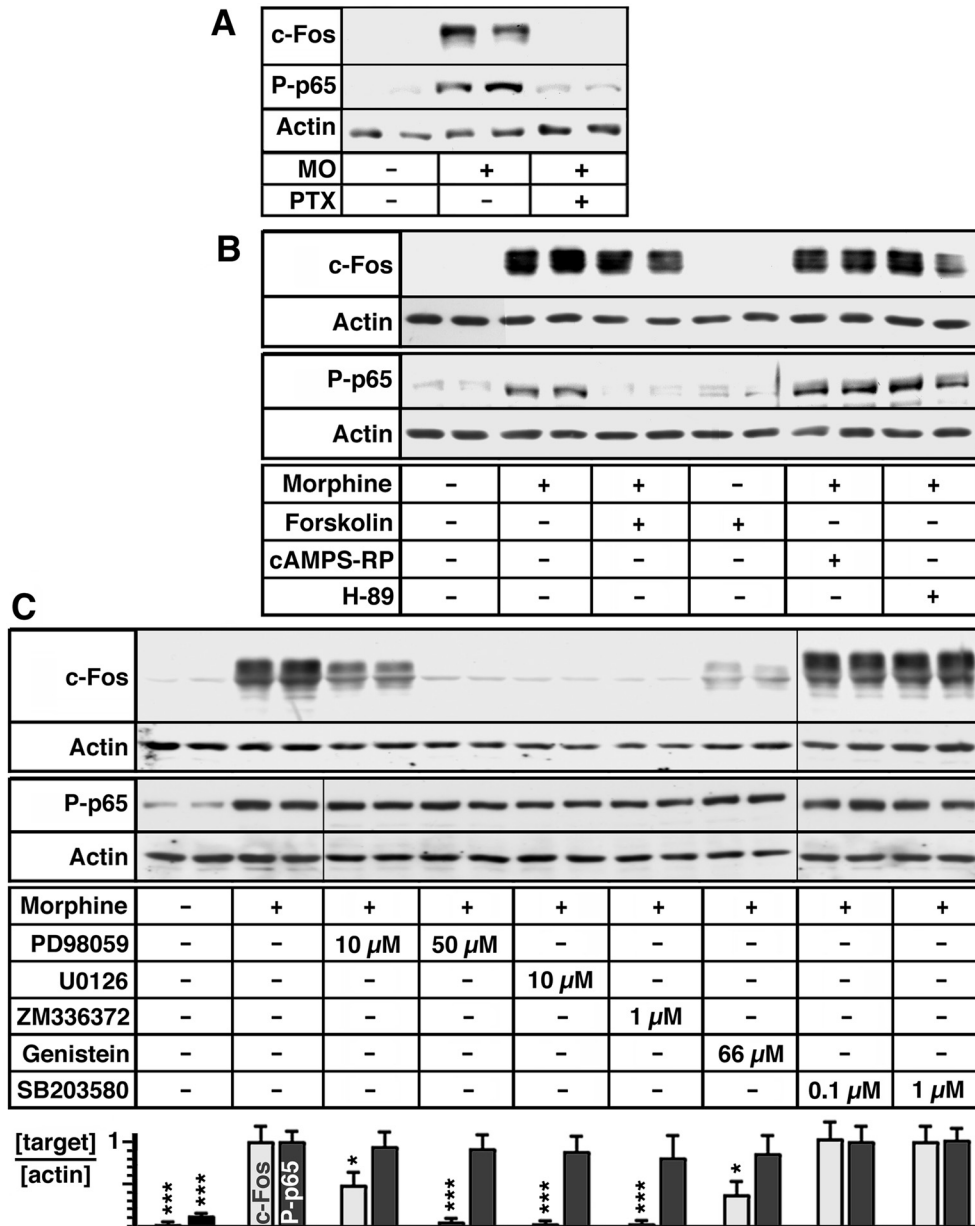 A
c-Fos
P-p65
Actin
MO – + +
PTX – – +
B
c-Fos
Actin
P-p65
Actin
Morphine – + + – + +
Forskolin – – + + – –
cAMPS-RP – – – – + –
H-89 – – – – – +
C
c-Fos
Actin
P-p65
Actin
Morphine – + + + + + + + +
PD98059 – – 10 µM 50 µM – – – – –
U0126 – – – – 10 µM – – – –
ZM336372 – – – – – 1 µM – – –
Genistein – – – – – – 66 µM – –
SB203580 – – – – – – – 0.1 µM 1 µM
[target]
[actin]
1
*** *** c-Fos P-p65 * *** *** *** *